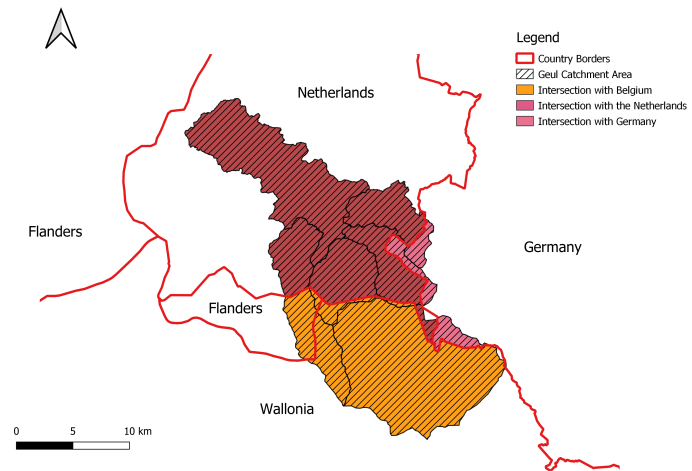 Legend
Country Borders
Geul Catchment Area
Intersection with Belgium
Intersection with the Netherlands
Intersection with Germany
Netherlands
Flanders
Germany
Flanders
Wallonia
0 5 10 km